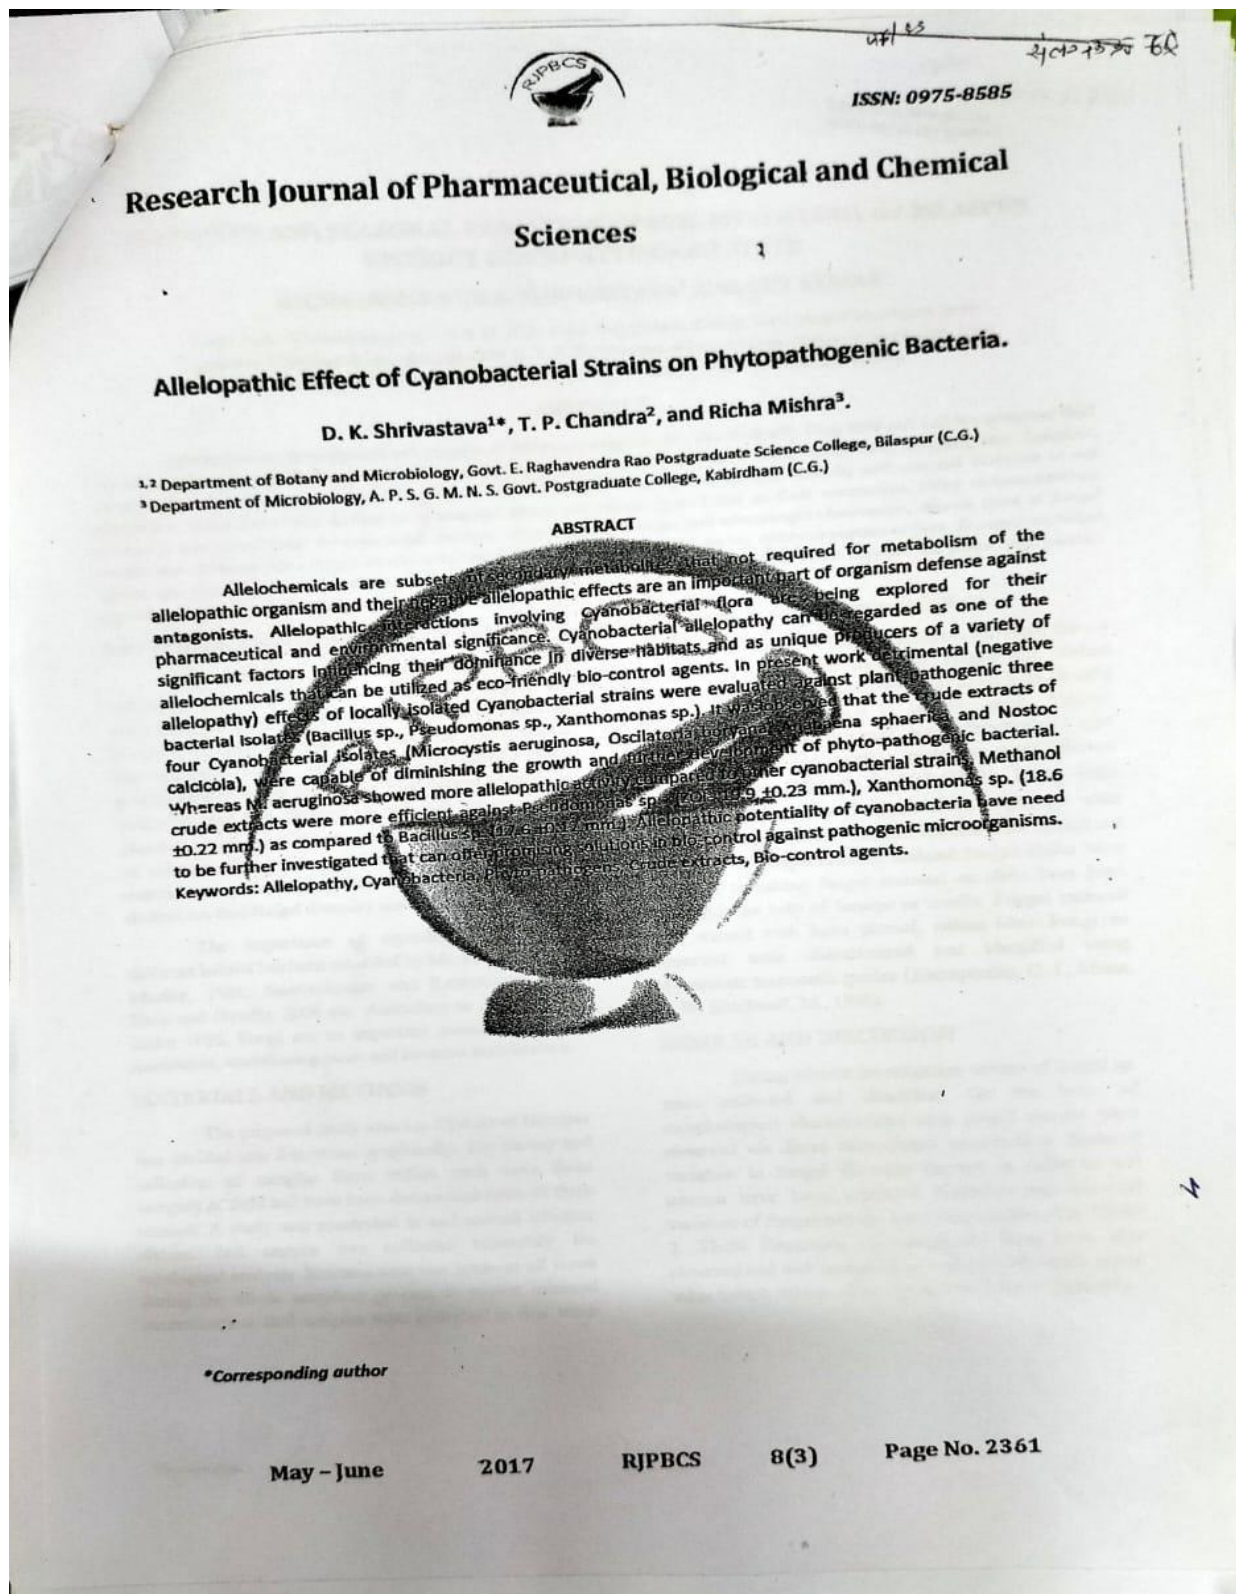 RJPBCS
ISSN: 0975-8585
Research Journal of Pharmaceutical, Biological and Chemical
Sciences
Allelopathic Effect of Cyanobacterial Strains on Phytopathogenic Bacteria.
D. K. Shrivastava¹*, T. P. Chandra², and Richa Mishra³.
¹,² Department of Botany and Microbiology, Govt. E. Raghavendra Rao Postgraduate Science College, Bilaspur (C.G.)
³ Department of Microbiology, A. P. S. G. M. N. S. Govt. Postgraduate College, Kabirdham (C.G.)
ABSTRACT
Allelochemicals are subsets of secondary metabolites that not required for metabolism of the
allelopathic organism and their negative allelopathic effects are an important part of organism defense against
antagonists. Allelopathic interactions involving Cyanobacterial flora are being explored for their
pharmaceutical and environmental significance. Cyanobacterial allelopathy can be regarded as one of the
significant factors influencing their dominance in diverse habitats and as unique producers of a variety of
allelochemicals that can be utilized as eco-friendly bio-control agents. In present work detrimental (negative
allelopathy) effects of locally isolated Cyanobacterial strains were evaluated against plant pathogenic three
bacterial isolates (Bacillus sp., Pseudomonas sp., Xanthomonas sp.). It was observed that the crude extracts of
four Cyanobacterial isolates (Microcystis aeruginosa, Oscilatoria boryana, Anabaena sphaerica and Nostoc
calcicola), were capable of diminishing the growth and further development of phyto-pathogenic bacterial.
Whereas M. aeruginosa showed more allelopathic activity compared to other cyanobacterial strains. Methanol
crude extracts were more efficient against Pseudomonas sp. ±0.23 mm.), Xanthomonas sp. (18.6
±0.22 mm.) as compared to Bacillus sp. (17.6 ±0.12 mm.). Allelopathic potentiality of cyanobacteria have need
to be further investigated that can offer promising solutions in bio-control against pathogenic microorganisms.
Keywords: Allelopathy, Cyanobacteria, Phyto-pathogens, Crude extracts, Bio-control agents.
*Corresponding author
May – June 2017 RJPBCS 8(3) Page No. 2361